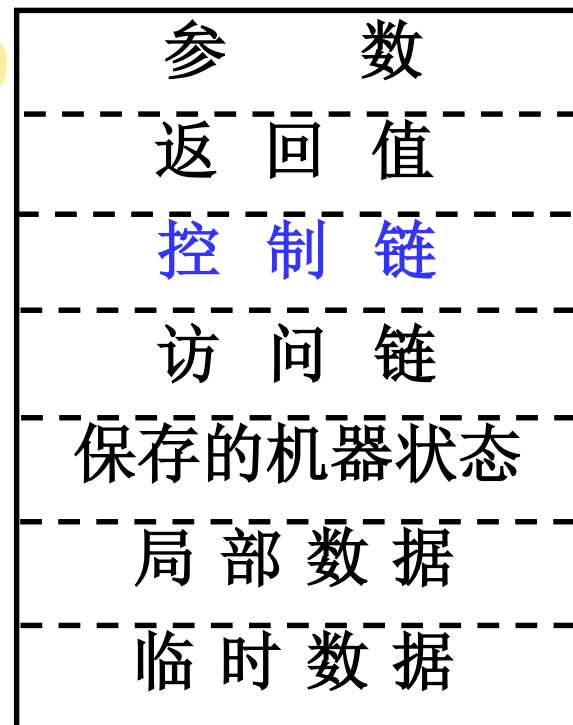 参 数
返 回 值
控 制 链
访 问 链
保存的机器状态
局 部 数 据
临 时 数 据